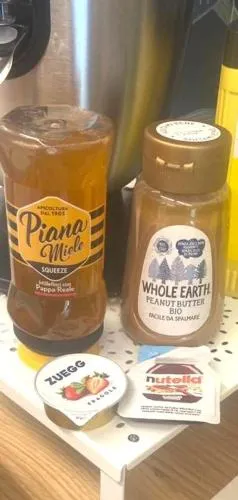 APICOLTURA
DAL 1903
Piana
Miele
SQUEEZE
Millefiori con
Pappa Reale
WHOLE EARTH
PEANUT BUTTER
BIO
FACILE DA SPALMARE
ZUEGG
FRAGOLE
nutella